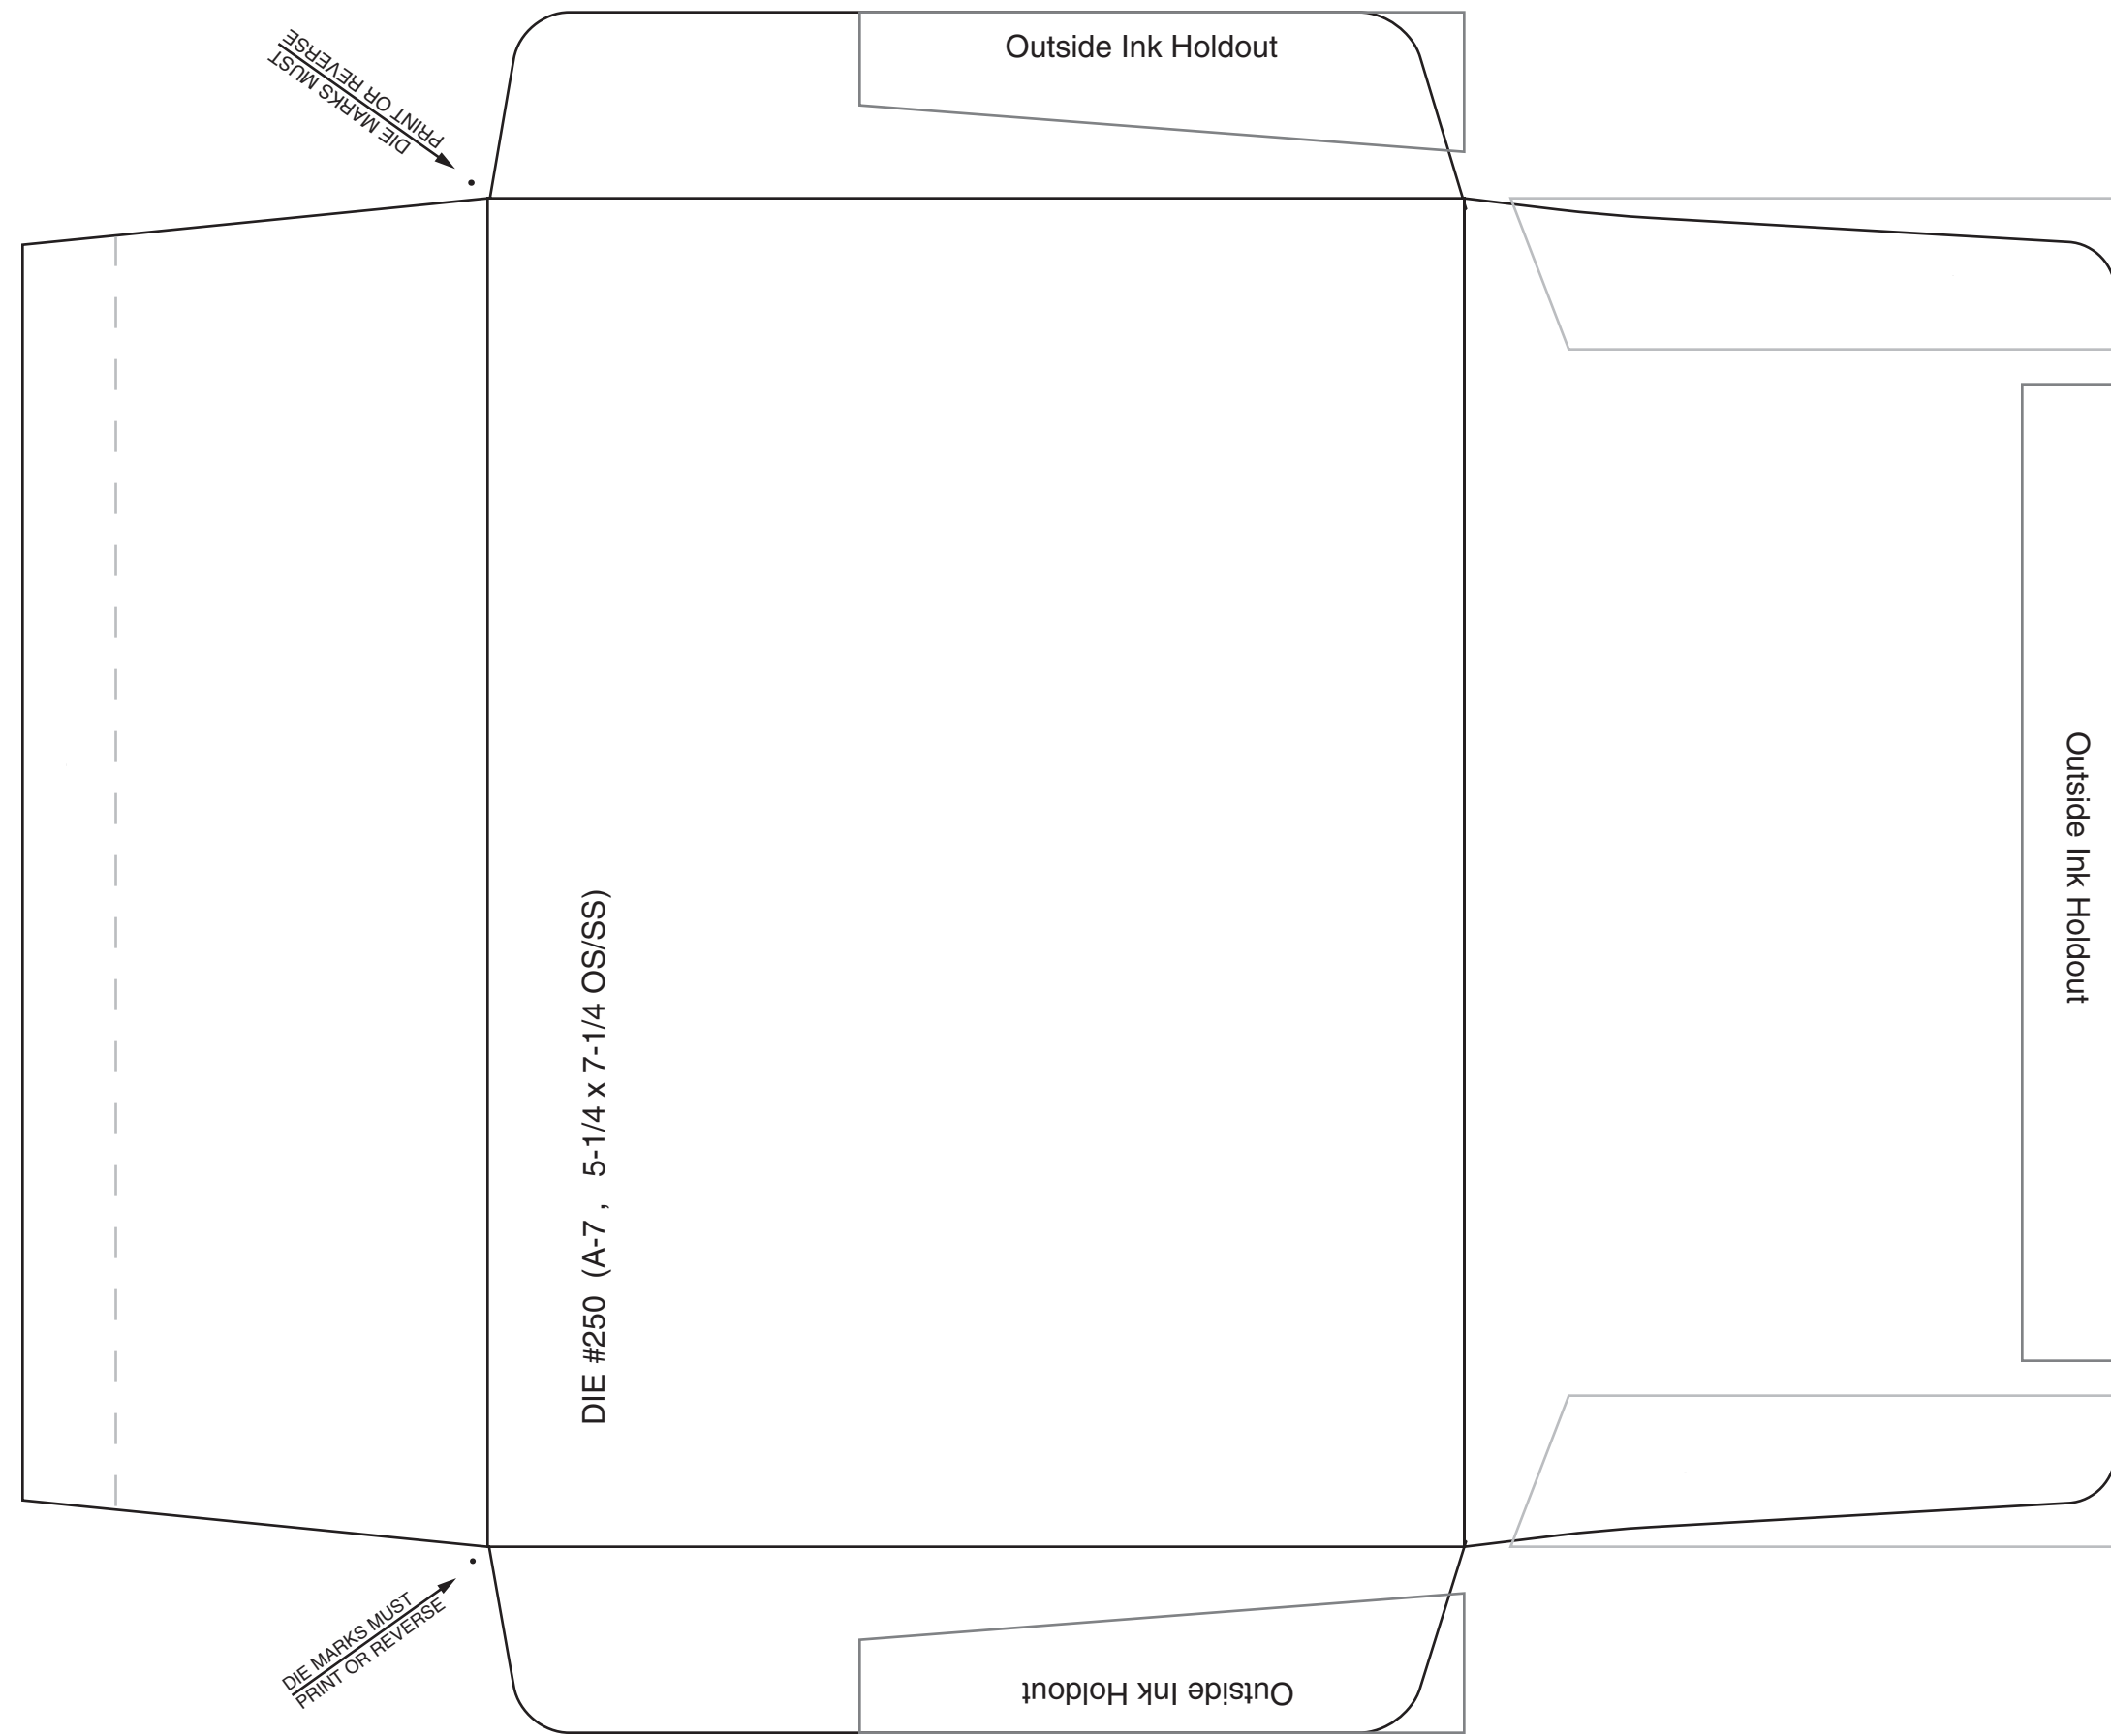 Outside Ink Holdout
DIE MARKS MUST
PRINT OR REVERSE
Outside Ink Holdout
DIE #250 (A-7 , 5-1/4 x 7-1/4 OS/SS)
DIE MARKS MUST
PRINT OR REVERSE
Outside Ink Holdout